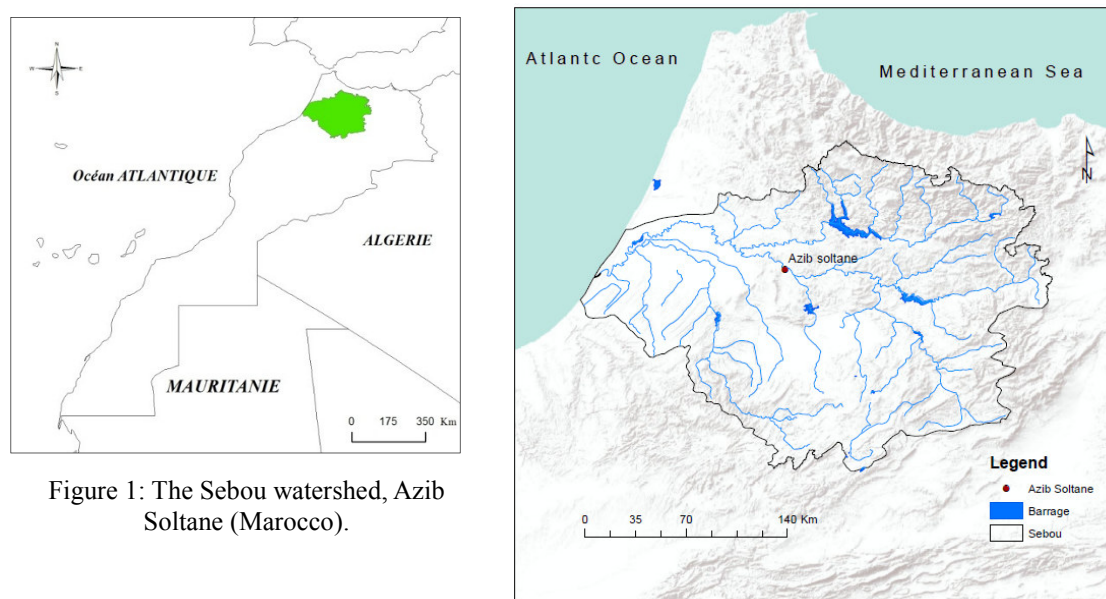 N
W
E
S
Océan ATLANTIQUE
ALGERIE
MAURITANIE
0 175 350 Km
Figure 1: The Sebou watershed, Azib
Soltane (Marocco).
Atlantc Ocean
Mediterranean Sea
N
Azib soltane
Legend
Azib Soltane
Barrage
Sebou
0 35 70 140 Km